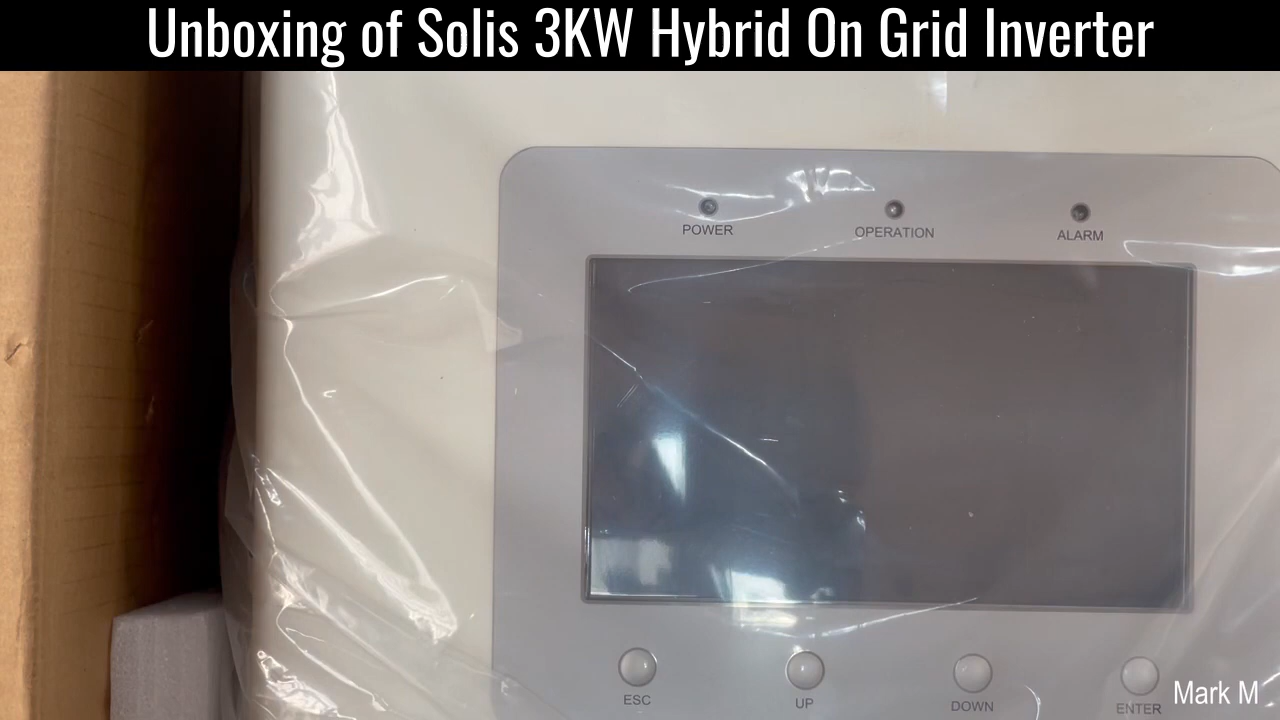 Unboxing of Solis 3KW Hybrid On Grid Inverter
POWER
OPERATION
ALARM
ESC
UP
DOWN
ENTER
Mark M